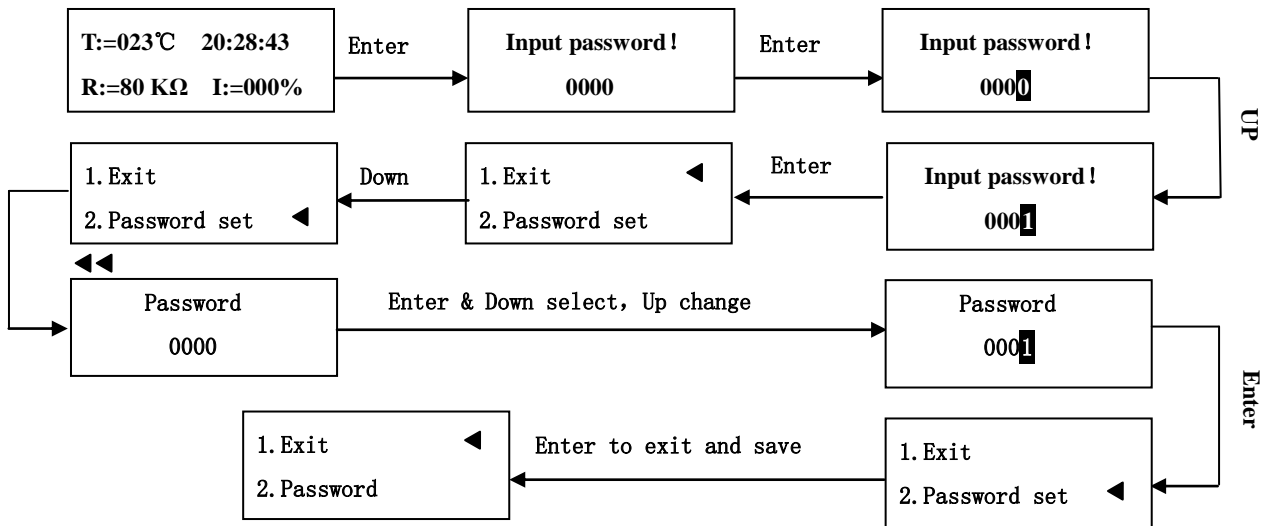 T:=023℃ 20:28:43
R:=80 KΩ I:=000%
Enter
Input password!
0000
Enter
Input password!
0000
UP
Input password!
0001
Enter
1.Exit ◀
2.Password set
Down
1.Exit
2.Password set ◀
◀◀
Password
0000
Enter & Down select, Up change
Password
0001
Enter
1.Exit
2.Password set ◀
Enter to exit and save
1.Exit ◀
2.Password